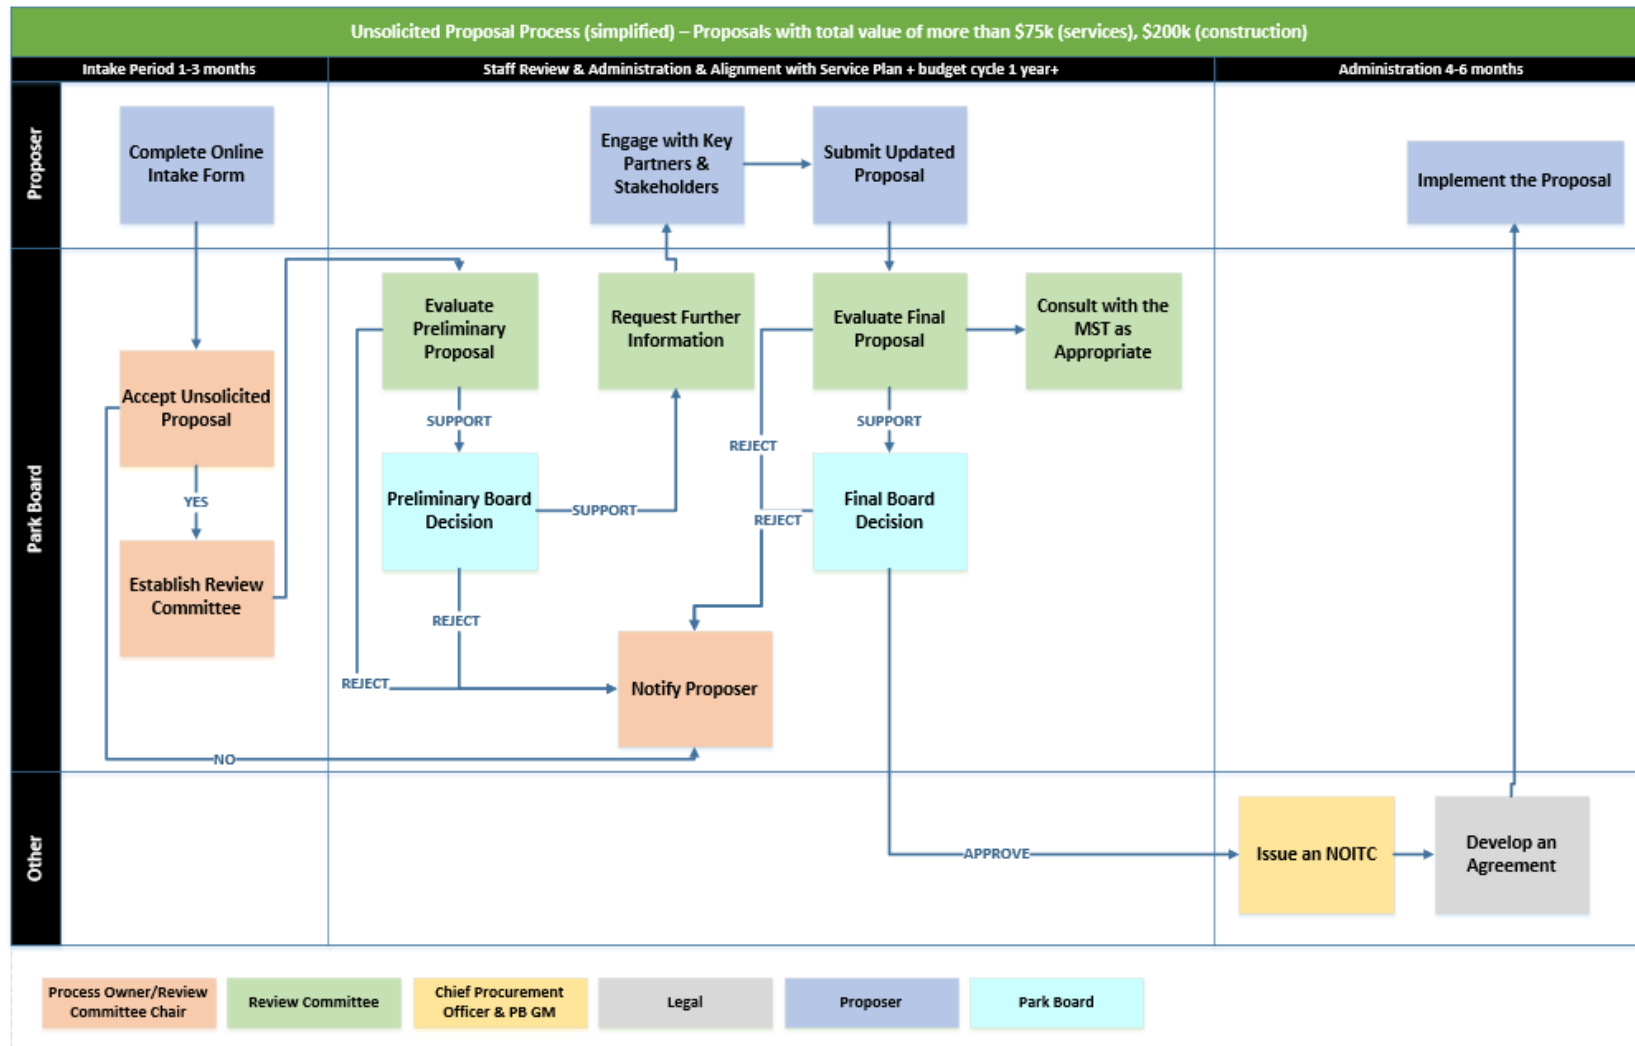 Unsolicited Proposal Process (simplified) – Proposals with total value of more than $75k (services), $200k (construction)
Intake Period 1-3 months
Staff Review & Administration & Alignment with Service Plan + budget cycle 1 year+
Administration 4-6 months
Proposer
Complete Online
Intake Form
Engage with Key
Partners &
Stakeholders
Submit Updated
Proposal
Implement the Proposal
Park Board
Accept Unsolicited
Proposal
YES
Establish Review
Committee
NO
Evaluate
Preliminary
Proposal
SUPPORT
REJECT
Preliminary Board
Decision
SUPPORT
REJECT
Request Further
Information
Evaluate Final
Proposal
Consult with the
MST as
Appropriate
SUPPORT
REJECT
Final Board
Decision
REJECT
Notify Proposer
Other
APPROVE
Issue an NOITC
Develop an
Agreement
Process Owner/Review
Committee Chair
Review Committee
Chief Procurement
Officer & PB GM
Legal
Proposer
Park Board